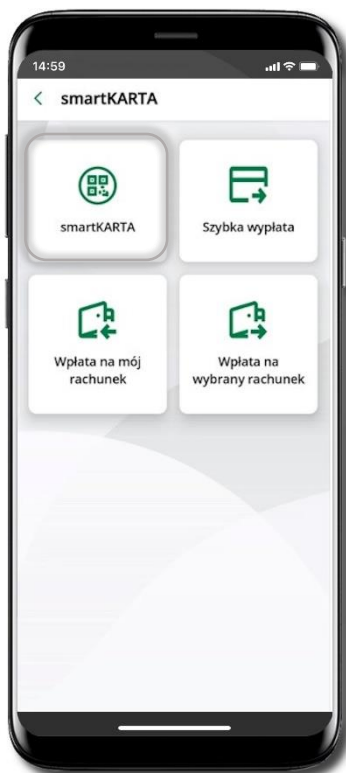 14:59
smartKARTA
smartKARTA
Szybka wypłata
Wpłata na mój
rachunek
Wpłata na
wybrany rachunek